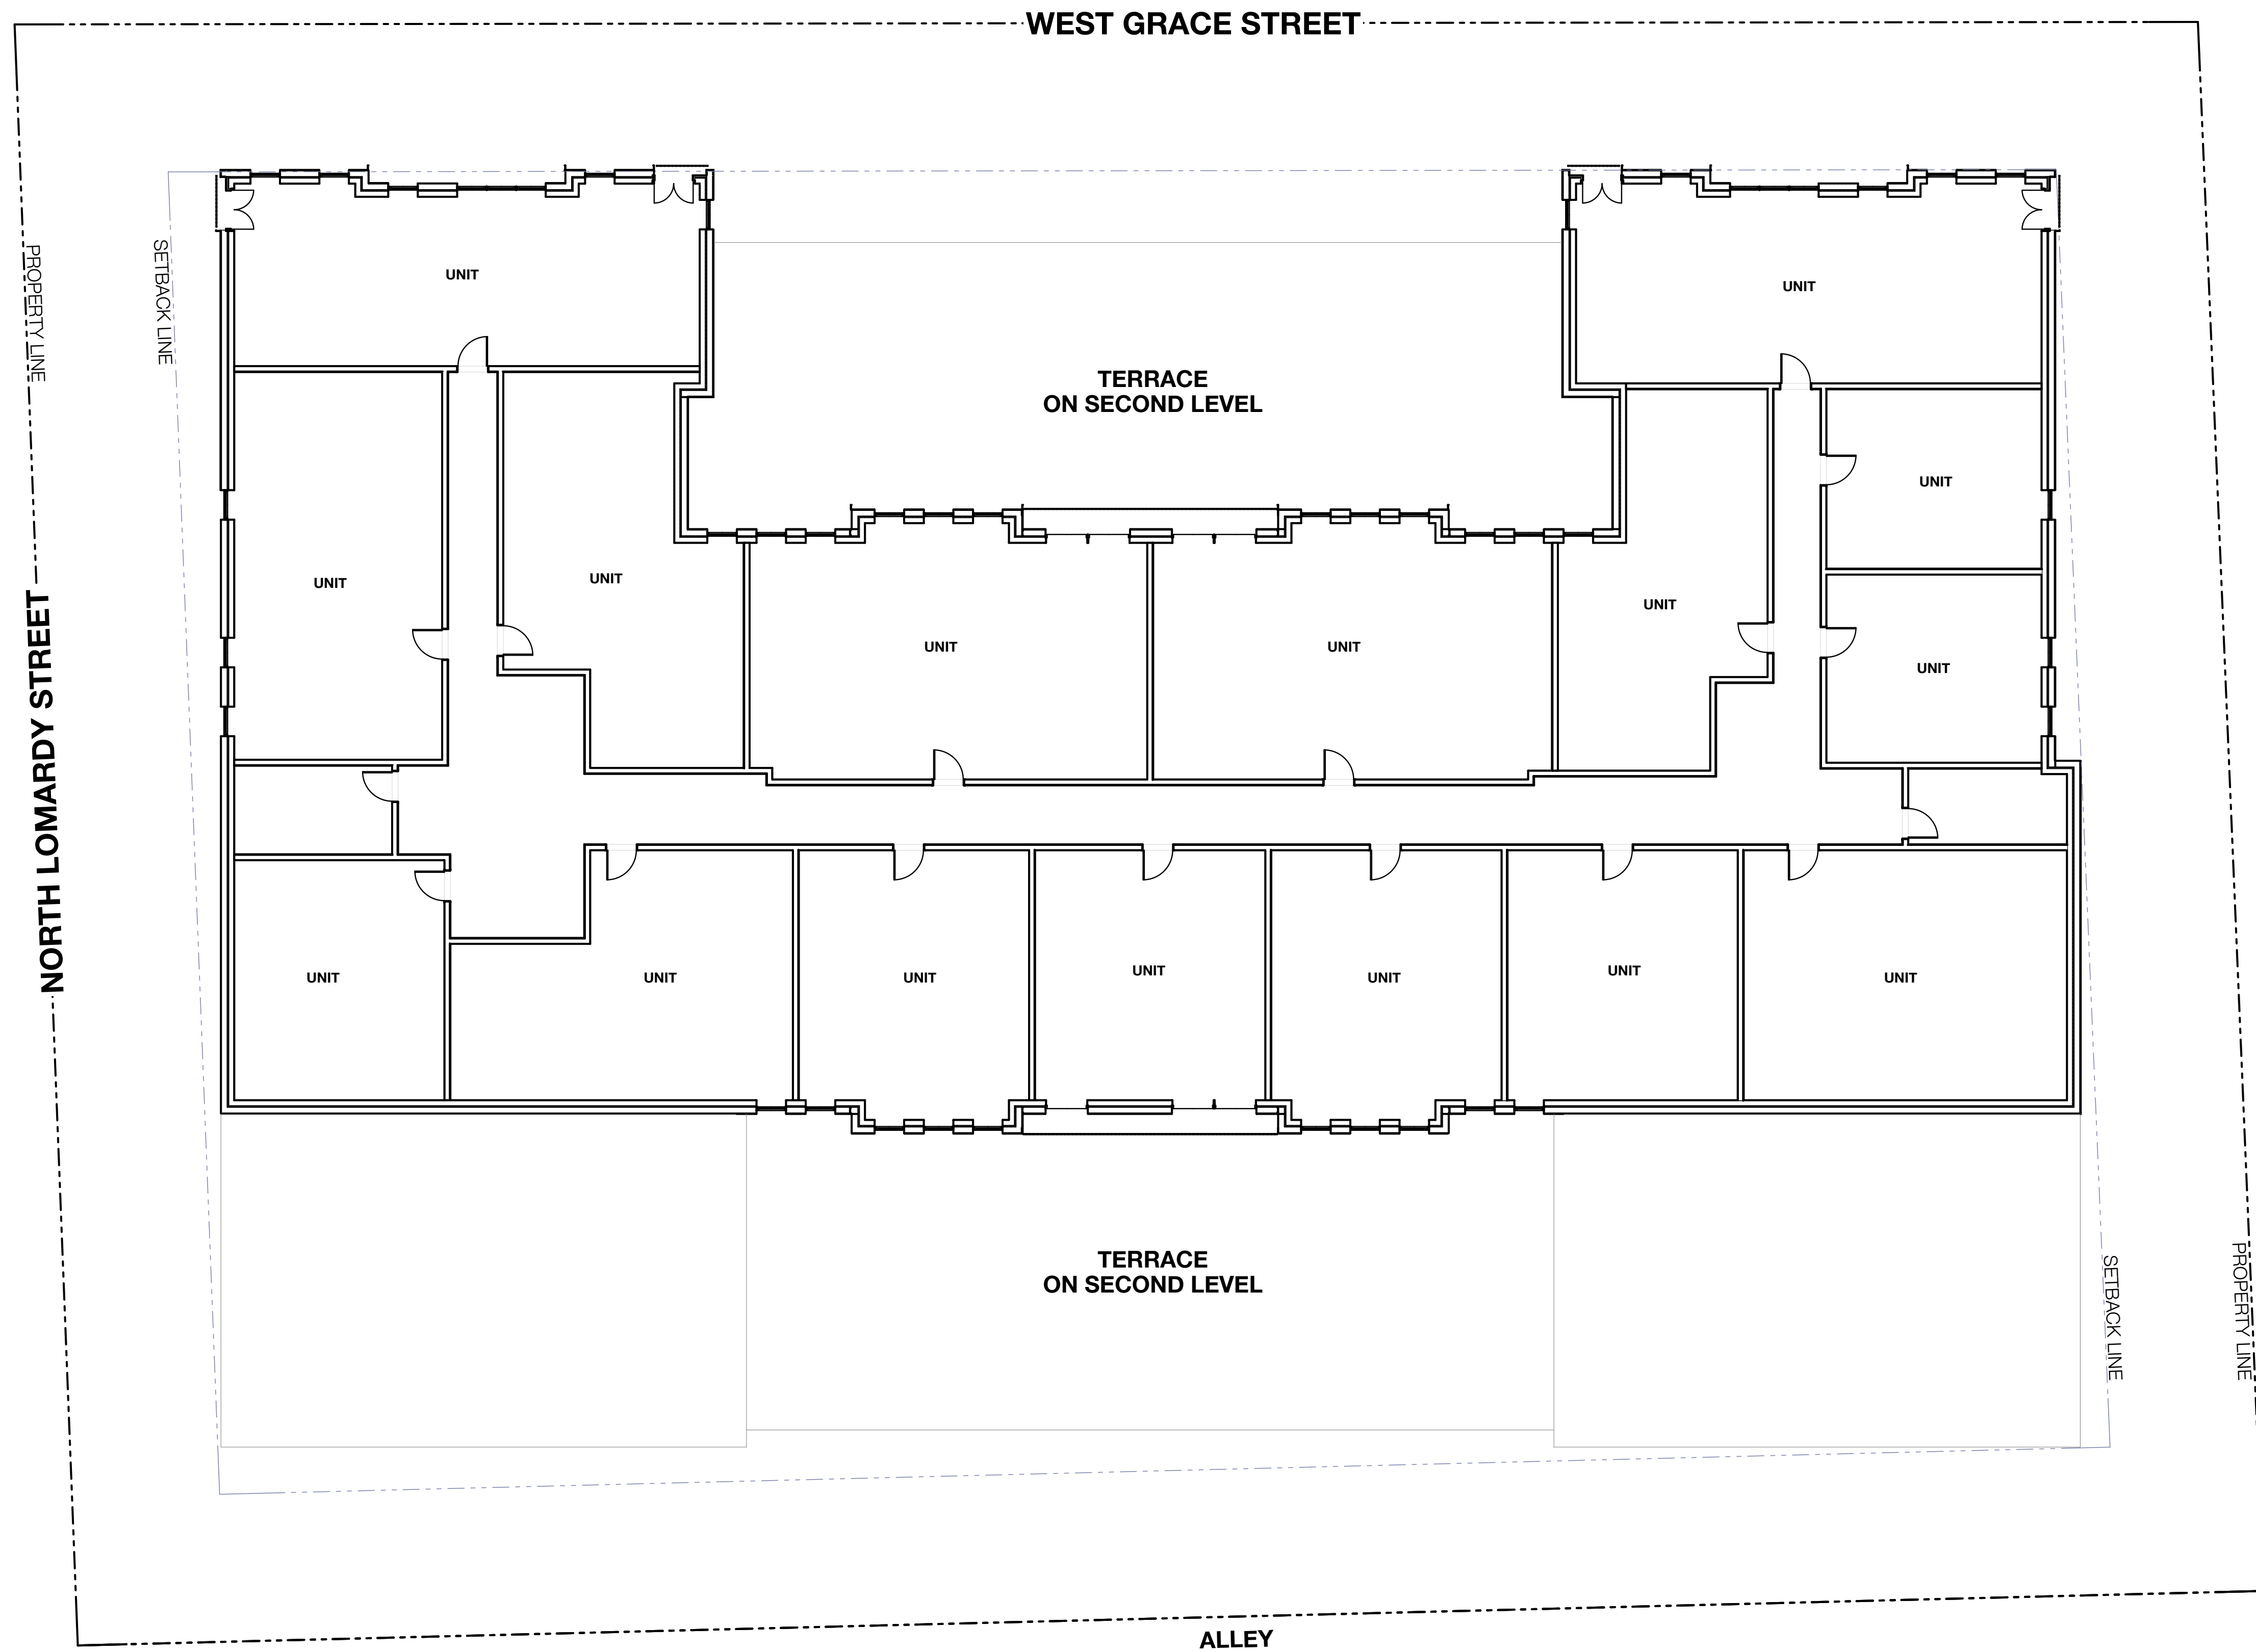 WEST GRACE STREET
PROPERTY LINE
SETBACK LINE
UNIT
UNIT
TERRACE
ON SECOND LEVEL
UNIT
UNIT
UNIT
UNIT
UNIT
UNIT
UNIT
UNIT
NORTH LOMARDY STREET
UNIT
UNIT
UNIT
UNIT
UNIT
UNIT
UNIT
TERRACE
ON SECOND LEVEL
SETBACK LINE
PROPERTY LINE
ALLEY